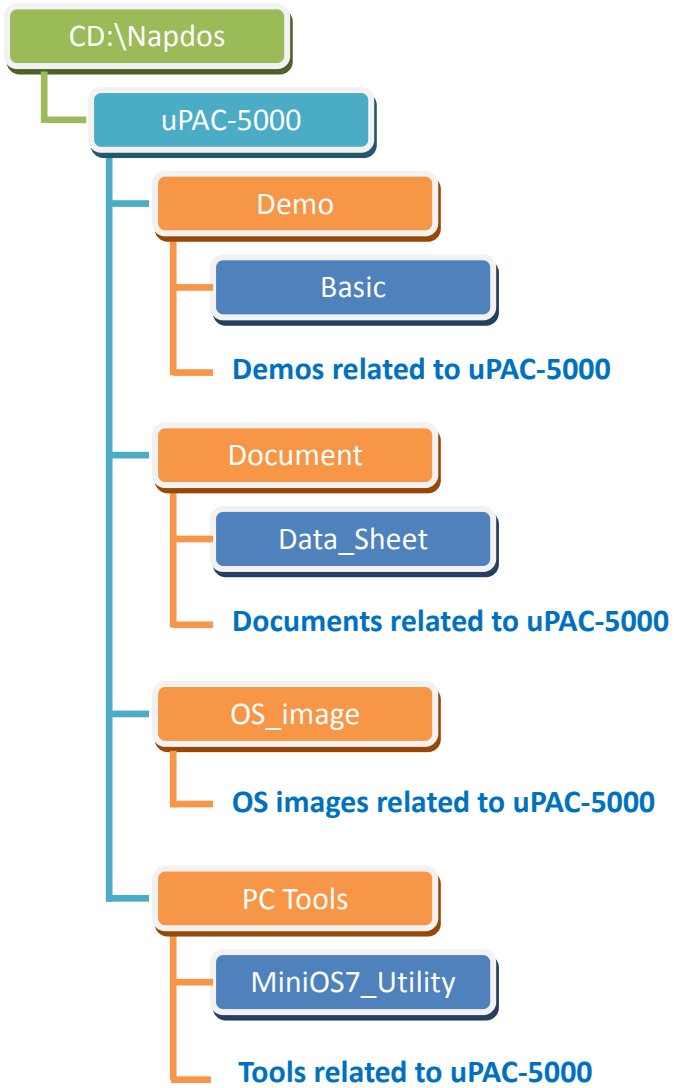 CD:\Napdos
uPAC-5000
Demo
Basic
Demos related to uPAC-5000
Document
Data_Sheet
Documents related to uPAC-5000
OS_image
OS images related to uPAC-5000
PC Tools
MiniOS7_Utility
Tools related to uPAC-5000